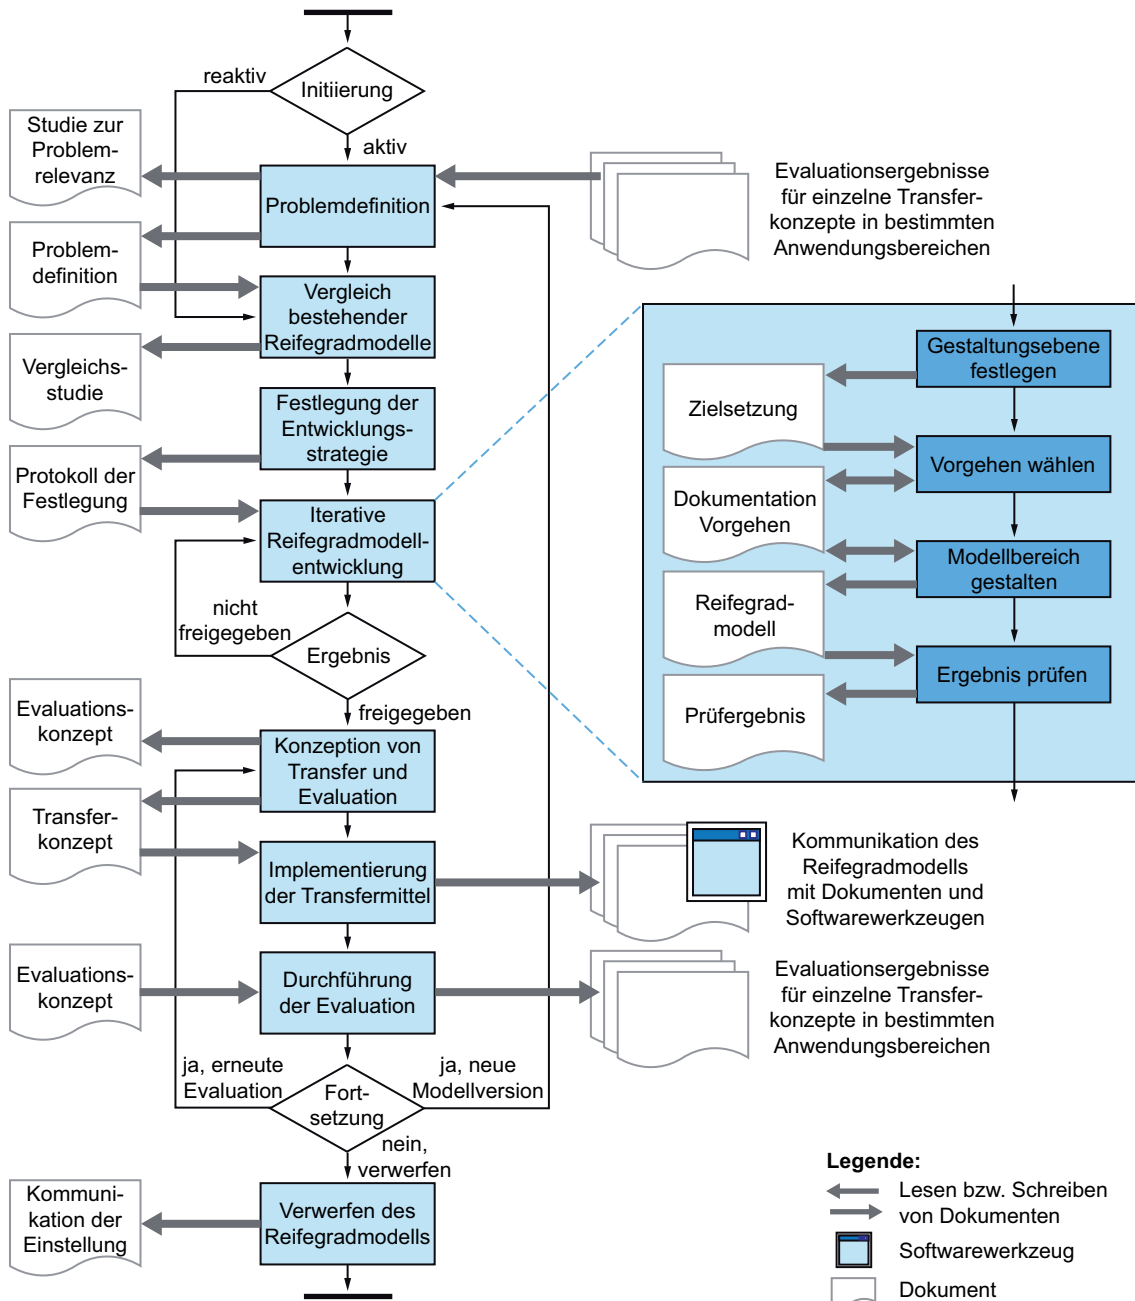 Initiierung
reaktiv
aktiv
Studie zur
Problem-
relevanz
Problemdefinition
Evaluationsergebnisse
für einzelne Transfer-
konzepte in bestimmten
Anwendungsbereichen
Problem-
definition
Vergleich
bestehender
Reifegradmodelle
Vergleichs-
studie
Festlegung der
Entwicklungs-
strategie
Protokoll der
Festlegung
Iterative
Reifegradmodell-
entwicklung
nicht
freigegeben
Ergebnis
freigegeben
Gestaltungsebene
festlegen
Zielsetzung
Vorgehen wählen
Dokumentation
Vorgehen
Modellbereich
gestalten
Reifegrad-
modell
Ergebnis prüfen
Prüfergebnis
Evaluations-
konzept
Konzeption von
Transfer und
Evaluation
Transfer-
konzept
Implementierung
der Transfermittel
Kommunikation des
Reifegradmodells
mit Dokumenten und
Softwarewerkzeugen
Evaluations-
konzept
Durchführung
der Evaluation
Evaluationsergebnisse
für einzelne Transfer-
konzepte in bestimmten
Anwendungsbereichen
ja, erneute
Evaluation
ja, neue
Modellversion
Fort-
setzung
nein,
verwerfen
Kommuni-
kation der
Einstellung
Verwerfen des
Reifegradmodells
Legende:
Lesen bzw. Schreiben
von Dokumenten
Softwarewerkzeug
Dokument